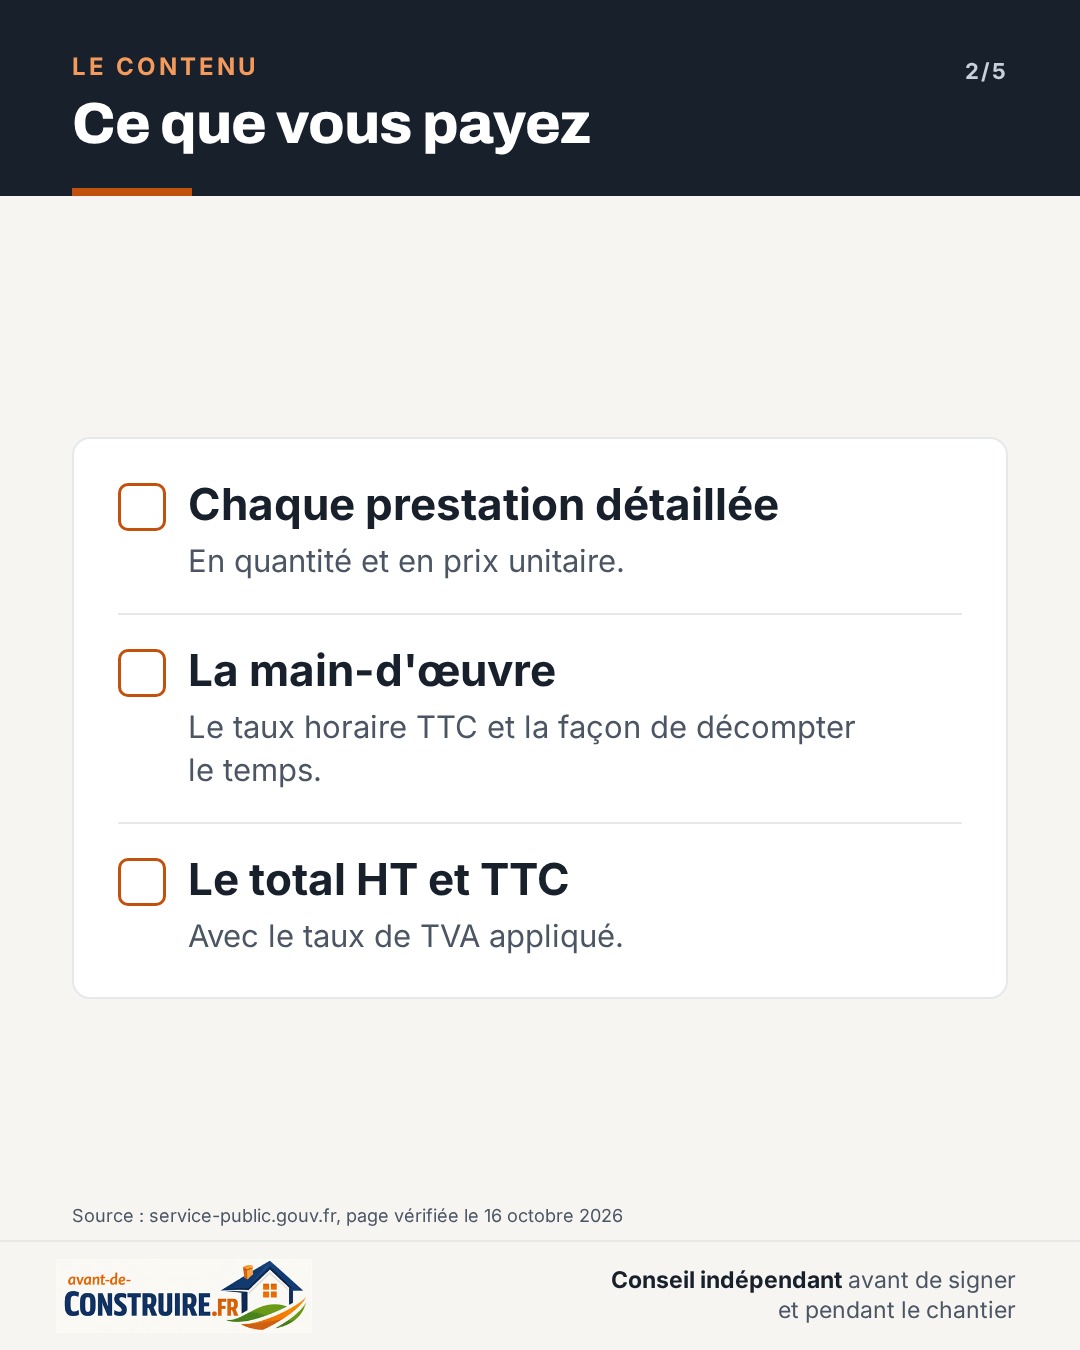 LE CONTENU
2/5
Ce que vous payez
Chaque prestation détaillée
En quantité et en prix unitaire.
La main-d'œuvre
Le taux horaire TTC et la façon de décompter
le temps.
Le total HT et TTC
Avec le taux de TVA appliqué.
Source : service-public.gouv.fr, page vérifiée le 16 octobre 2026
avant-de-
CONSTRUIRE.FR
Conseil indépendant avant de signer
et pendant le chantier